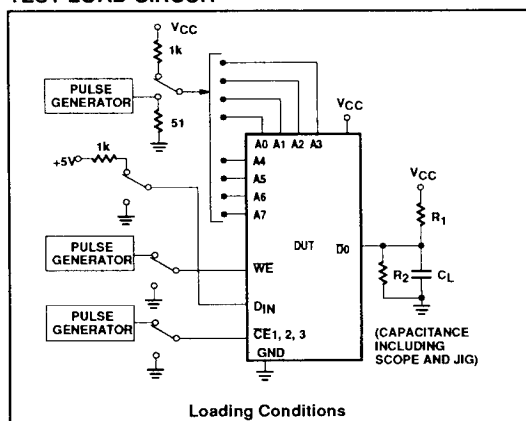 TEST LOAD CIRCUIT
VCC
1k
PULSE
GENERATOR
51
VCC
A0 A1 A2 A3
+5V
1k
A4
A5
A6
A7
VCC
R1
DUT
D0
R2
CL
PULSE
GENERATOR
WE
DIN
PULSE
GENERATOR
CE1, 2, 3
GND
(CAPACITANCE
INCLUDING
SCOPE AND JIG)
Loading Conditions